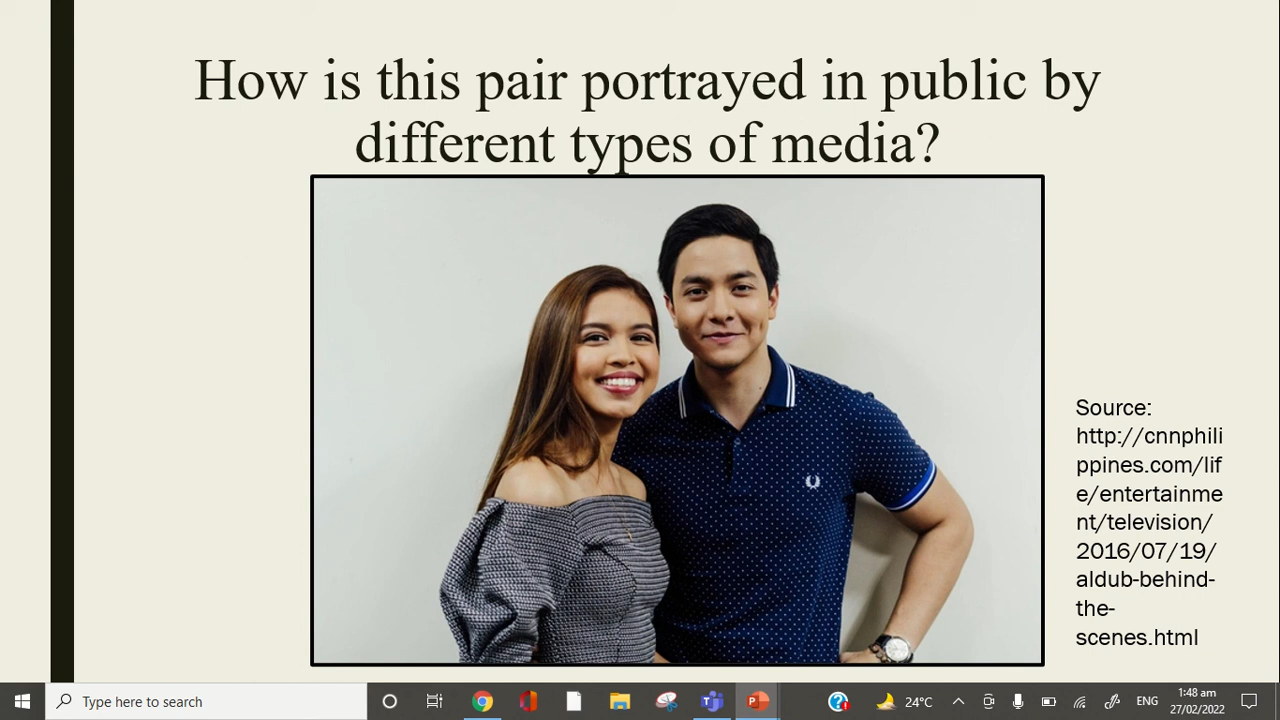 How is this pair portrayed in public by
different types of media?
Source:
http://cnnphili
ppines.com/lif
e/entertainme
nt/television/
2016/07/19/
aldub-behind-
the-
scenes.html
Type here to search
24°C
ENG
1:48 am
27/02/2022